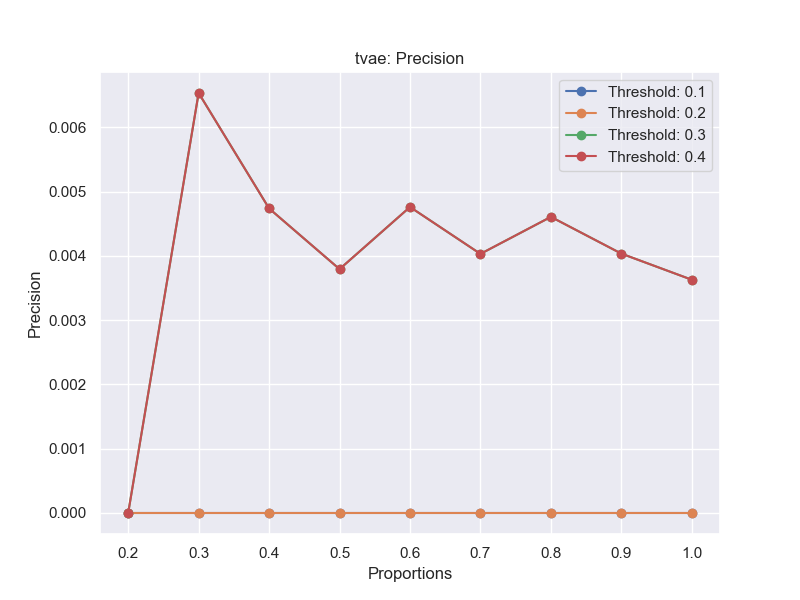 tvae: Precision
Threshold: 0.1
Threshold: 0.2
Threshold: 0.3
Threshold: 0.4
Precision
0.006
0.005
0.004
0.003
0.002
0.001
0.000
0.2 0.3 0.4 0.5 0.6 0.7 0.8 0.9 1.0
Proportions